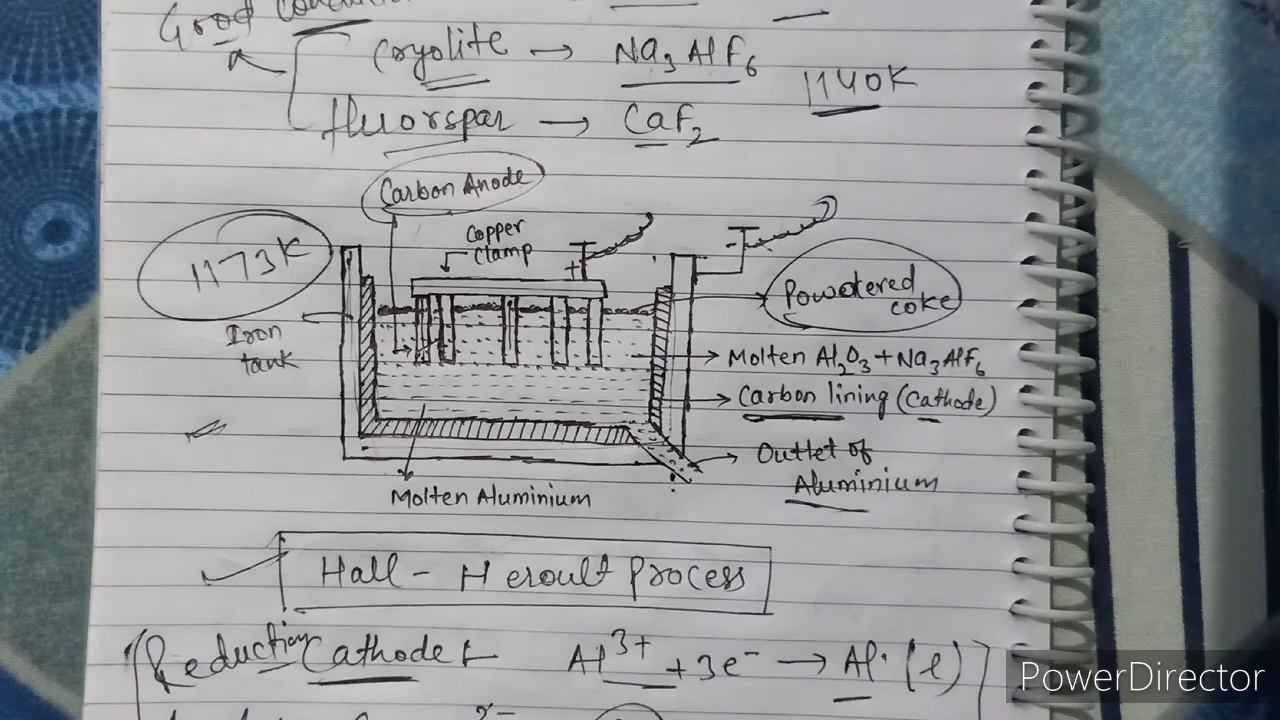 Good
Cryolite → Na3AlF6
1140K
fluorspar → CaF2
Carbon Anode
Copper
clamp
+
-
1173K
Powdered
coke
Iron
tank
Molten Al2O3 + Na3AlF6
Carbon lining (Cathode)
Outlet of
Aluminium
Molten Aluminium
Hall - Heroult Process
Reduction Cathode Al3+ + 3e- → Al (l)
PowerDirector